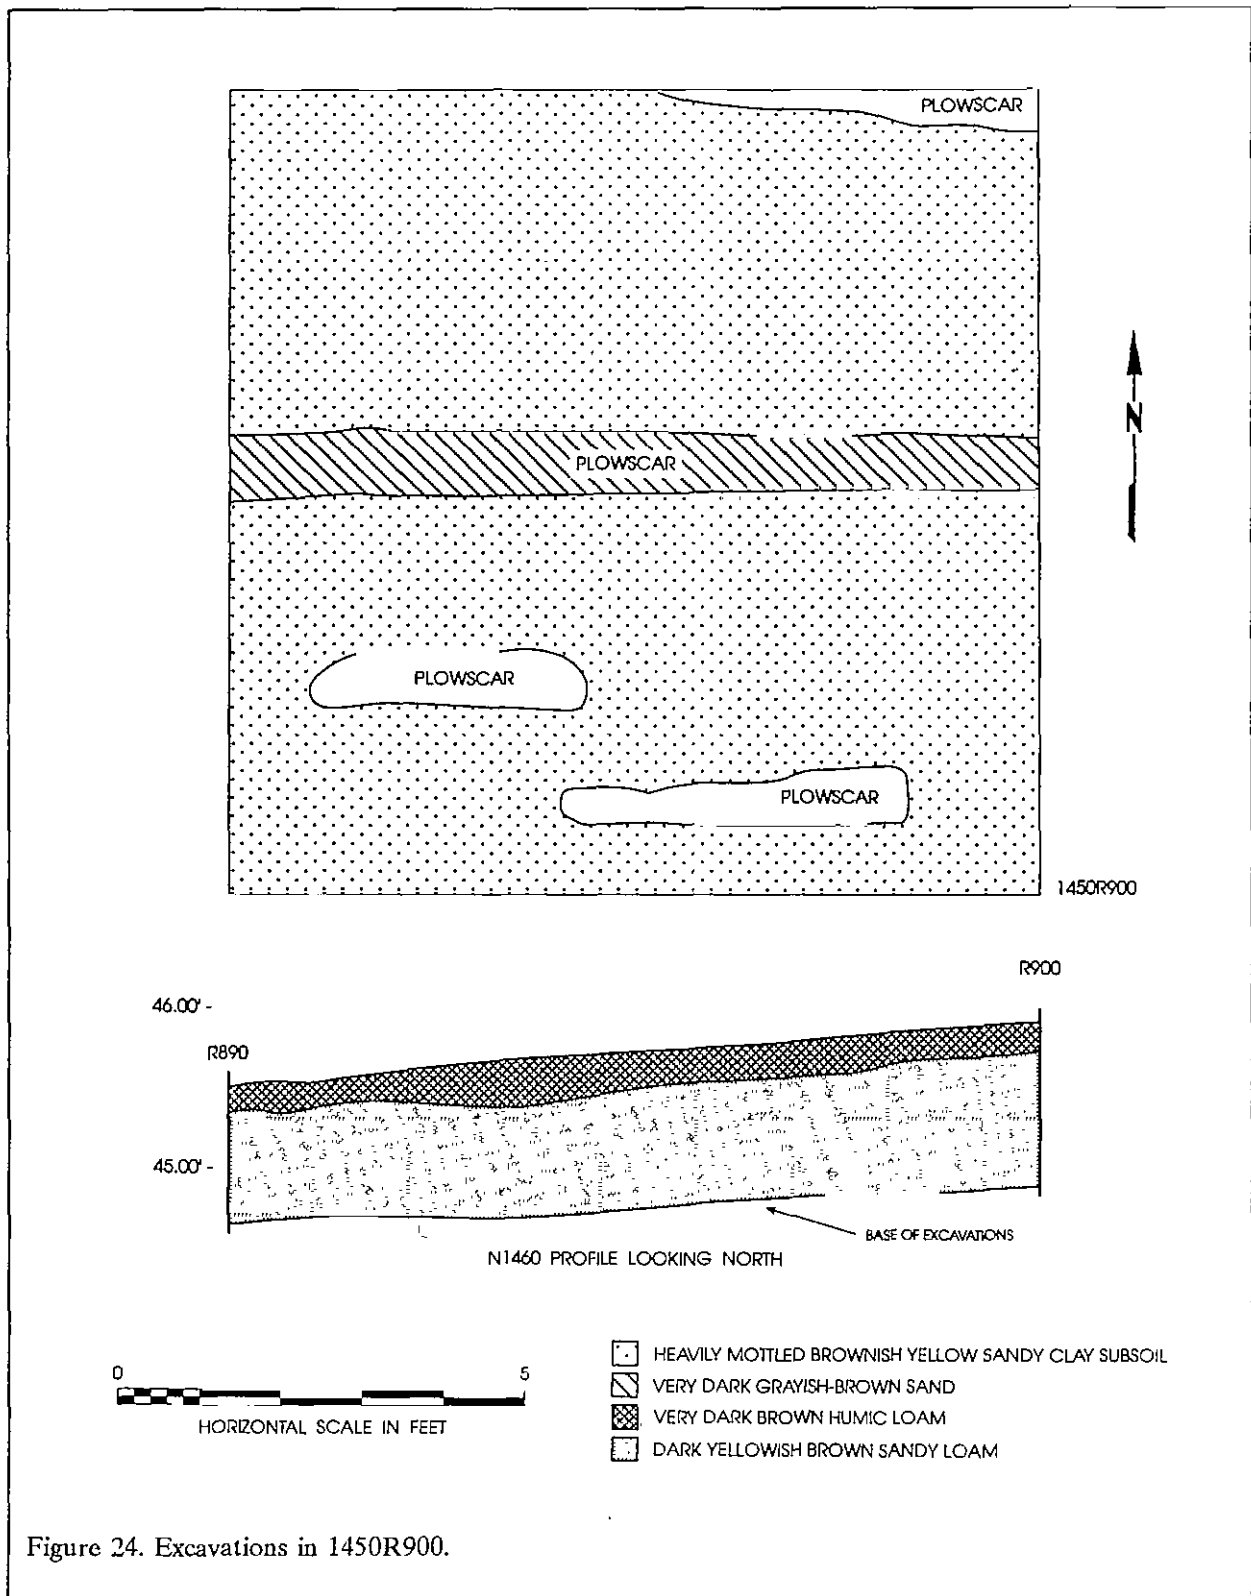 PLOWSCAR
N
PLOWSCAR
PLOWSCAR
PLOWSCAR
1450R900
R900
46.00' -
R890
45.00' -
BASE OF EXCAVATIONS
N1460 PROFILE LOOKING NORTH
0 5
HORIZONTAL SCALE IN FEET
HEAVILY MOTTLED BROWNISH YELLOW SANDY CLAY SUBSOIL
VERY DARK GRAYISH-BROWN SAND
VERY DARK BROWN HUMIC LOAM
DARK YELLOWISH BROWN SANDY LOAM
Figure 24. Excavations in 1450R900.